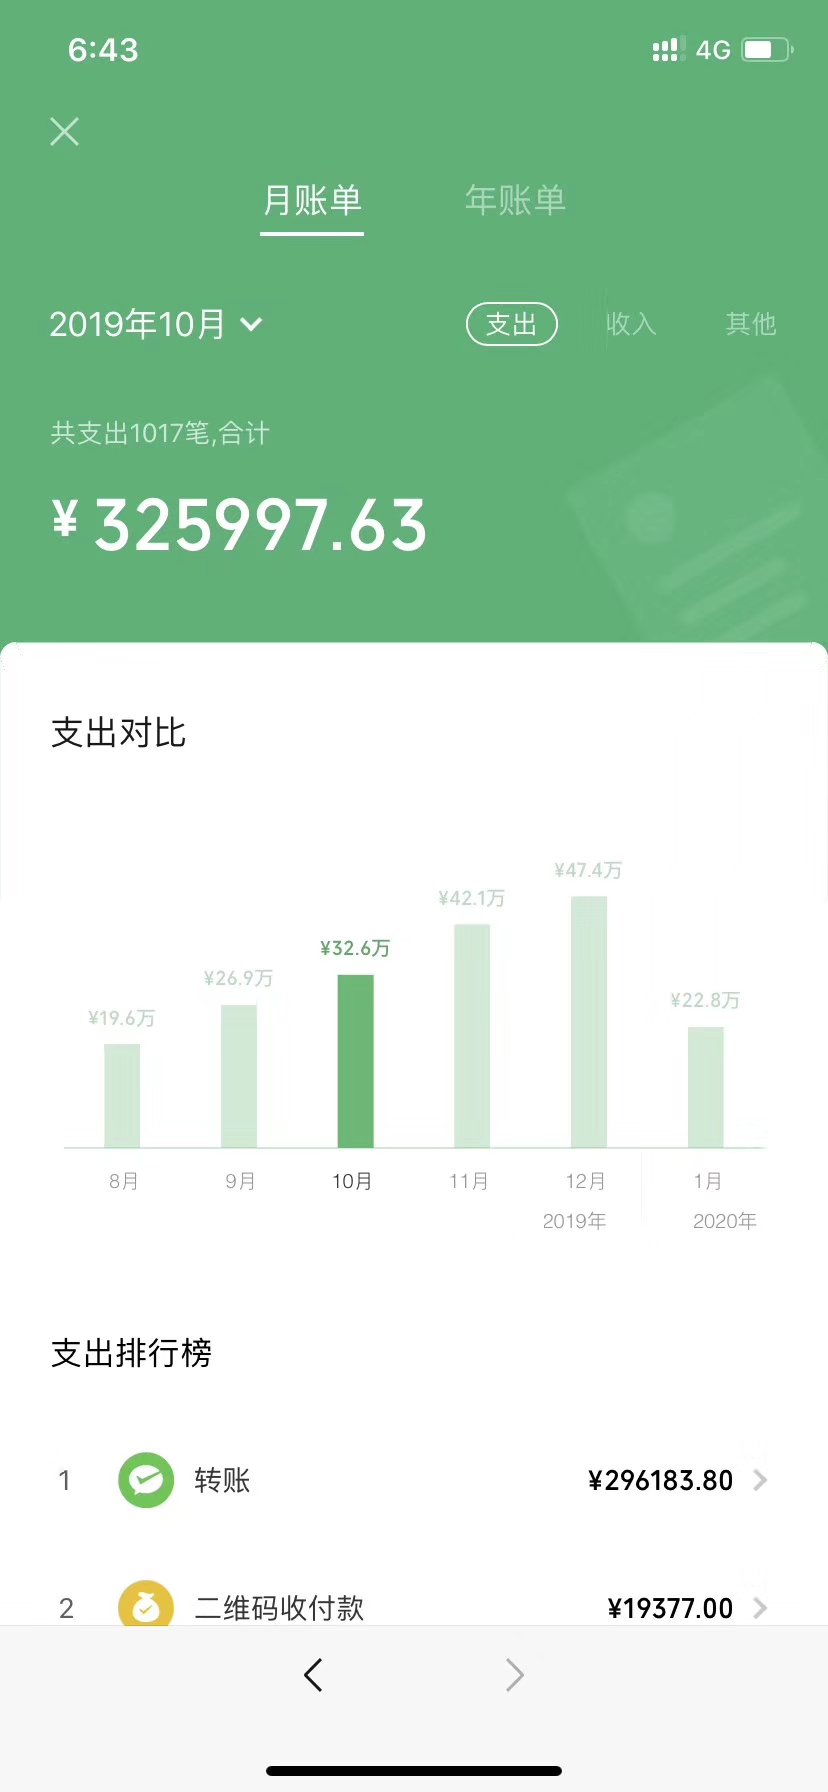 6:43 4G
月账单 年账单
2019年10月 支出 收入 其他
共支出1017笔,合计
¥325997.63
支出对比
¥19.6万 ¥26.9万 ¥32.6万 ¥42.1万 ¥47.4万 ¥22.8万
8月 9月 10月 11月 12月 1月
2019年 2020年
支出排行榜
1 转账 ¥296183.80
2 二维码收付款 ¥19377.00